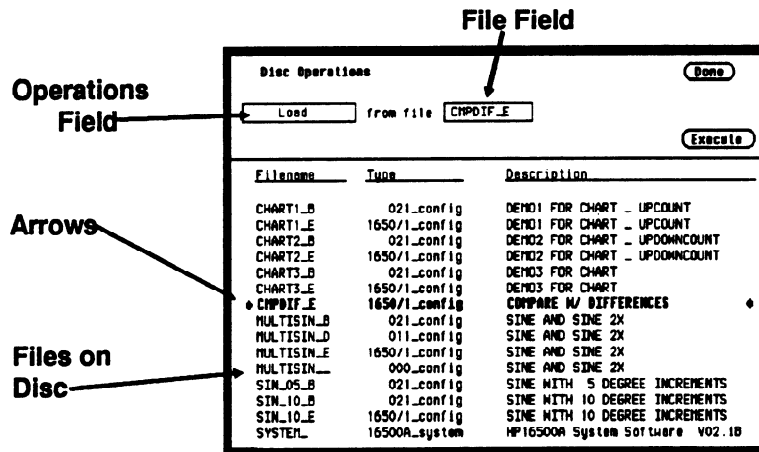 File Field
Disc Operations Done
Operations Field
Load from file CMPDIF_E
Execute
Filename Type Description
CHART1_B 021_config DEMO1 FOR CHART _ UPCOUNT
CHART1_E 1650/1_config DEMO1 FOR CHART _ UPCOUNT
Arrows
CHART2_B 021_config DEMO2 FOR CHART _ UPDOWNCOUNT
CHART2_E 1650/1_config DEMO2 FOR CHART _ UPDOWNCOUNT
CHART3_B 021_config DEMO3 FOR CHART
CHART3_E 1650/1_config DEMO3 FOR CHART
CMPDIF_E 1650/1_config COMPARE W/ DIFFERENCES
MULTISIN_B 021_config SINE AND SINE 2X
MULTISIN_D 011_config SINE AND SINE 2X
Files on Disc
MULTISIN_E 1650/1_config SINE AND SINE 2X
MULTISIN__ 000_config SINE AND SINE 2X
SIN_05_B 021_config SINE WITH 5 DEGREE INCREMENTS
SIN_10_B 021_config SINE WITH 10 DEGREE INCREMENTS
SIN_10_E 1650/1_config SINE WITH 10 DEGREE INCREMENTS
SYSTEM_ 16500A_system HP16500A System Software V02.1B